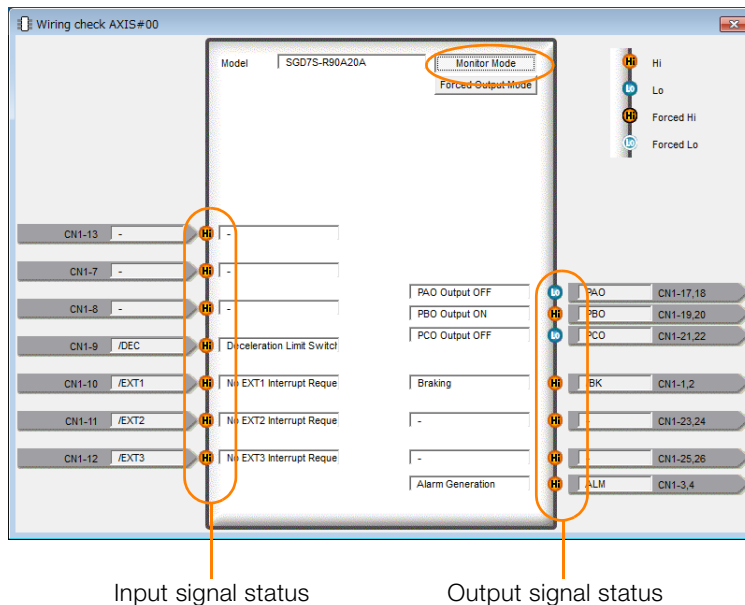 Wiring check AXIS#00
Model SGD7S-R90A20A Monitor Mode
Forced Output Mode
Hi Hi
Lo Lo
Hi Forced Hi
Lo Forced Lo
CN1-13 - Hi -
CN1-7 - Hi -
CN1-8 - Hi -
CN1-9 /DEC Hi Deceleration Limit Switch
CN1-10 /EXT1 Hi No EXT1 Interrupt Reque
CN1-11 /EXT2 Hi No EXT2 Interrupt Reque
CN1-12 /EXT3 Hi No EXT3 Interrupt Reque
PAO Output OFF Lo PAO CN1-17,18
PBO Output ON Hi PBO CN1-19,20
PCO Output OFF Lo PCO CN1-21,22
Braking Hi /BK CN1-1,2
- Hi - CN1-23,24
- Hi - CN1-25,26
Alarm Generation Hi ALM CN1-3,4
Input signal status
Output signal status